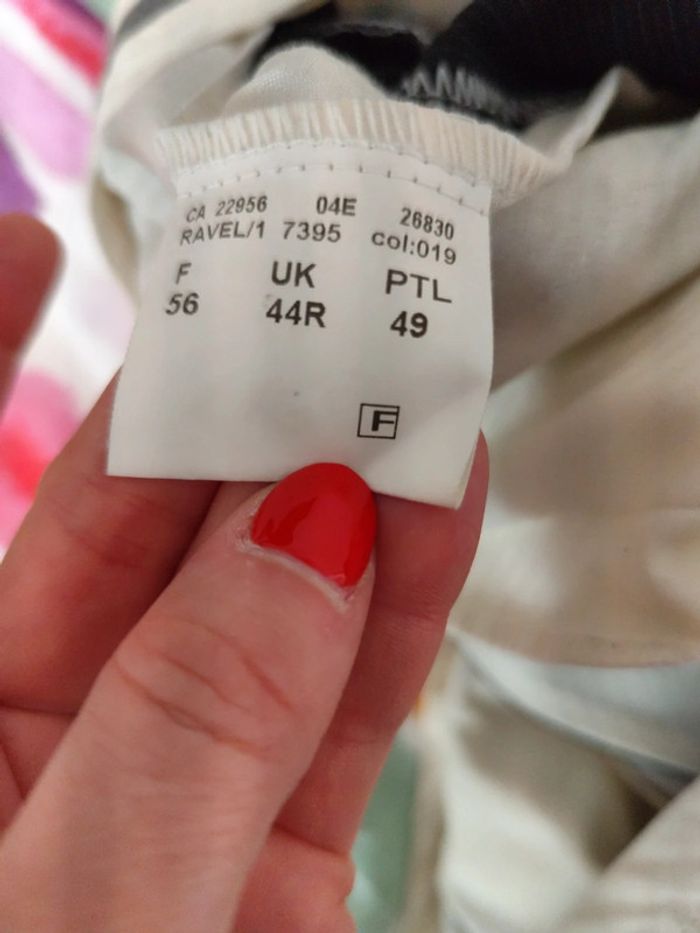 CA 22956 04E 26830
RAVEL/1 7395 col:019
F UK PTL
56 44R 49
F